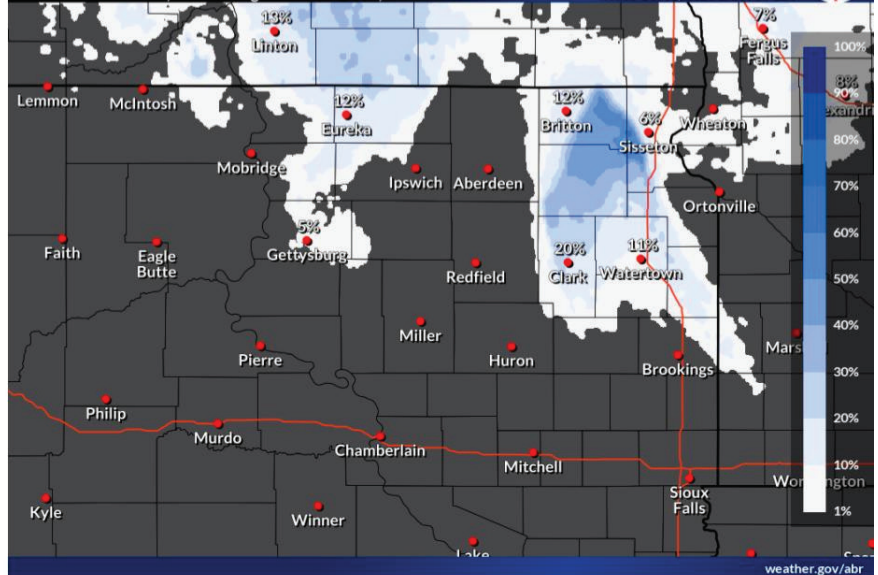 13%
Linton
7%
Fergus
Falls
100%
Lemmon
McIntosh
12%
Eureka
12%
Britton
6%
Sisseton
Wheaton
8%
90%
80%
Mobridge
Ipswich
Aberdeen
70%
Ortonville
60%
Faith
Eagle
Butte
5%
Gettysburg
Redfield
20%
Clark
11%
Watertown
50%
40%
Miller
Pierre
Huron
Brookings
30%
Philip
20%
Murdo
Chamberlain
Mitchell
10%
Sioux
Falls
Kyle
Winner
1%
Lake
weather.gov/abr